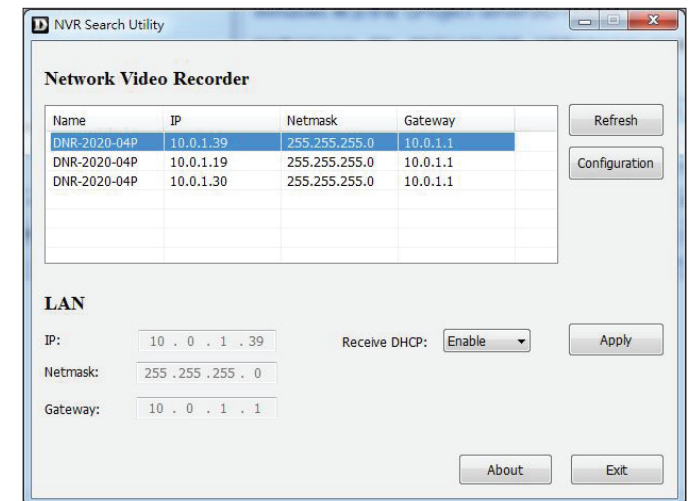 NVR Search Utility
Network Video Recorder
Name IP Netmask Gateway
DNR-2020-04P 10.0.1.39 255.255.255.0 10.0.1.1
DNR-2020-04P 10.0.1.19 255.255.255.0 10.0.1.1
DNR-2020-04P 10.0.1.30 255.255.255.0 10.0.1.1
Refresh
Configuration
LAN
IP: 10 . 0 . 1 . 39 Receive DHCP: Enable Apply
Netmask: 255 .255 .255 . 0
Gateway: 10 . 0 . 1 . 1
About Exit